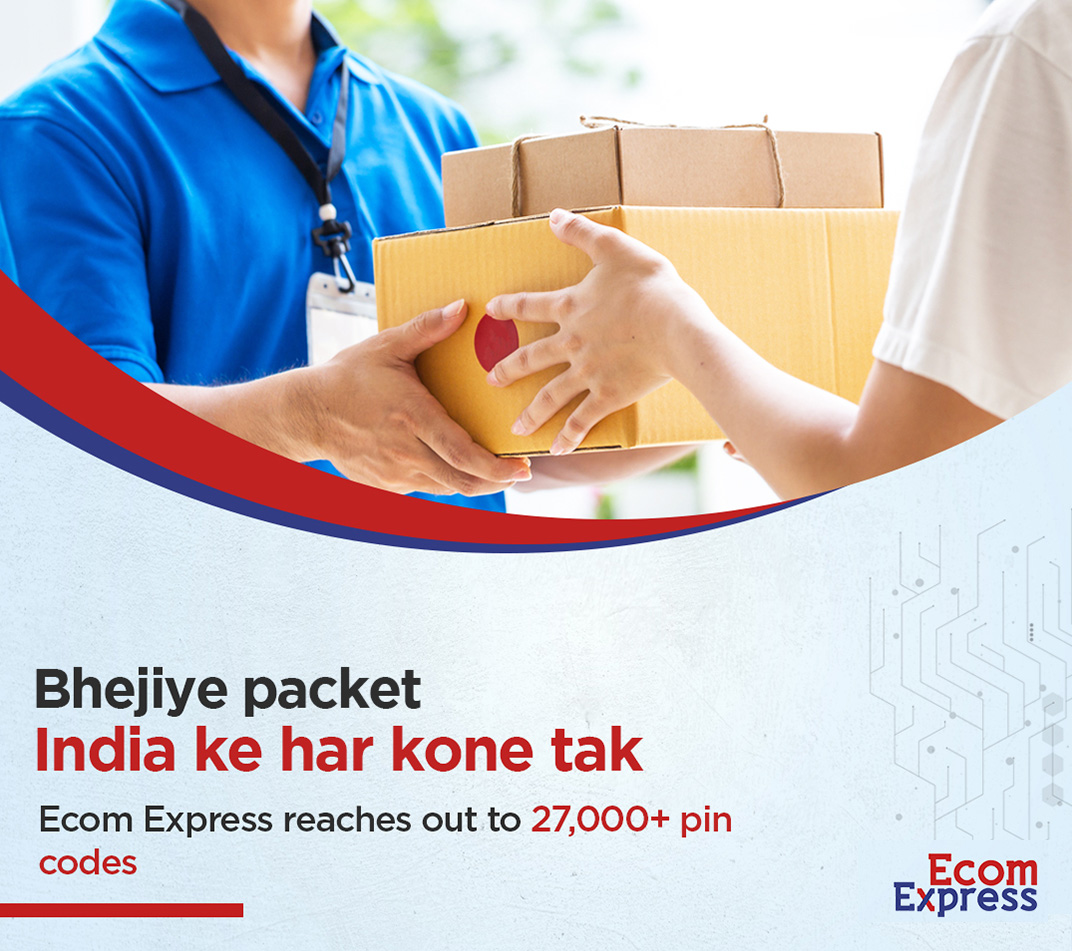 Bhejiye packet
India ke har kone tak
Ecom Express reaches out to 27,000+ pin
codes
Ecom
Express